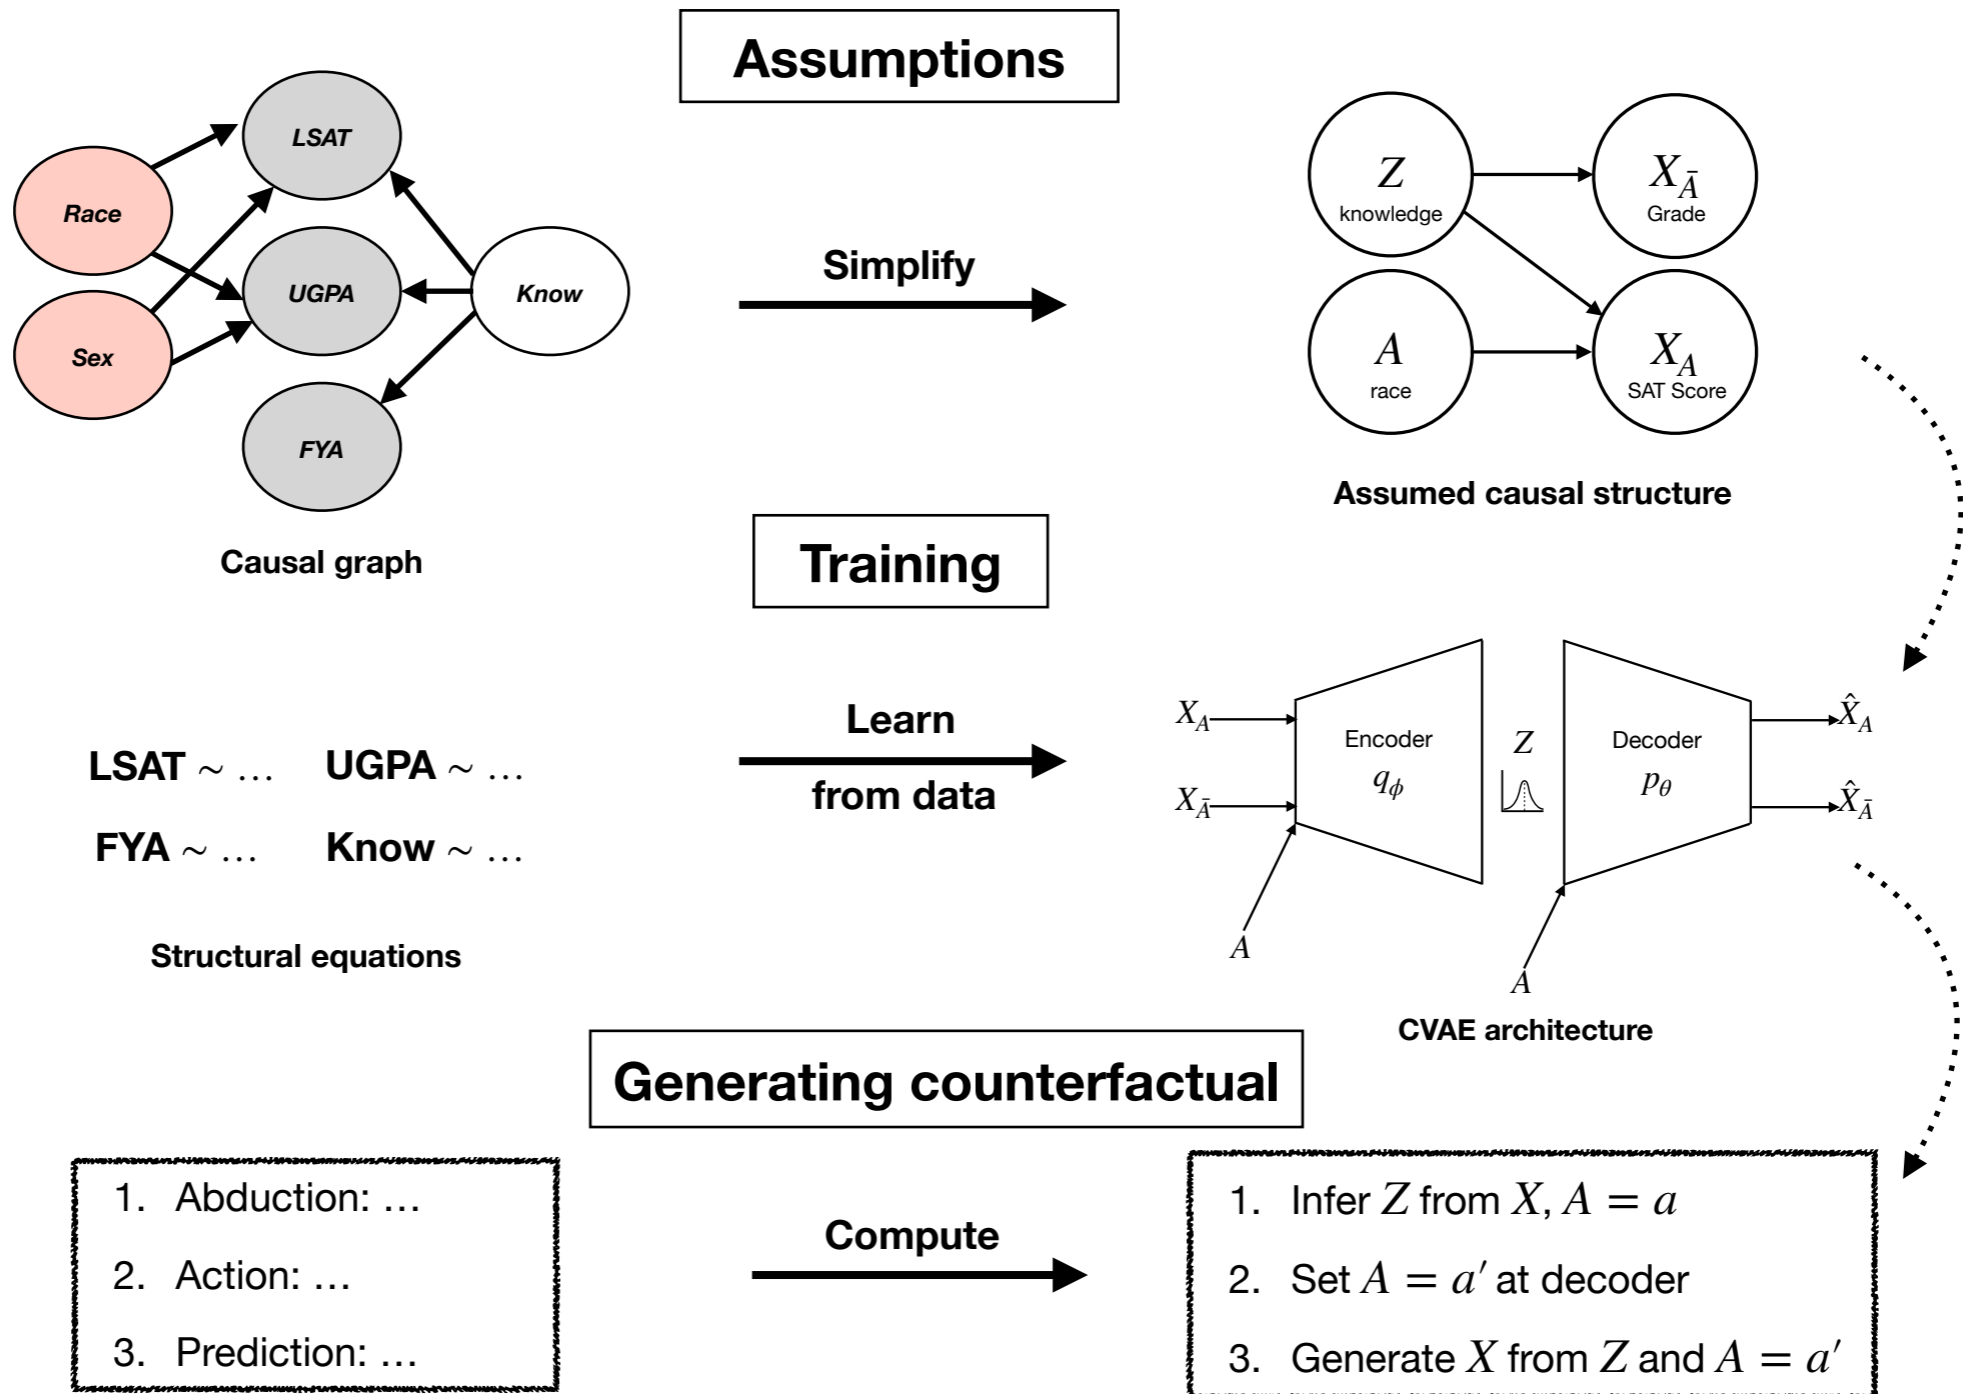 Assumptions
LSAT
Race
UGPA
Know
Sex
FYA
Causal graph
Simplify
Z
knowledge
X_Ā
Grade
A
race
X_A
SAT Score
Assumed causal structure
Training
LSAT ~ …
UGPA ~ …
FYA ~ …
Know ~ …
Structural equations
Learn
from data
X_A
X_Ā
A
Encoder
q_ϕ
Z
Decoder
p_θ
A
X̂_A
X̂_Ā
CVAE architecture
Generating counterfactual
1. Abduction: …
2. Action: …
3. Prediction: …
Compute
1. Infer Z from X, A = a
2. Set A = a′ at decoder
3. Generate X from Z and A = a′